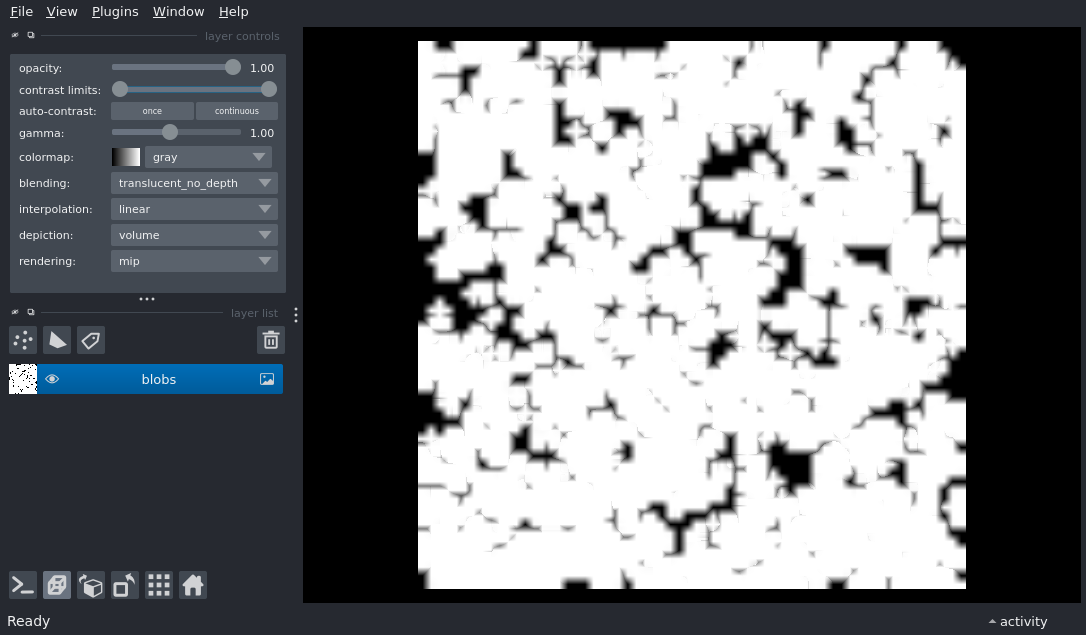 File View Plugins Window Help
layer controls
opacity: 1.00
contrast limits:
auto-contrast: once continuous
gamma: 1.00
colormap: gray
blending: translucent_no_depth
interpolation: linear
depiction: volume
rendering: mip
layer list
blobs
Ready
activity